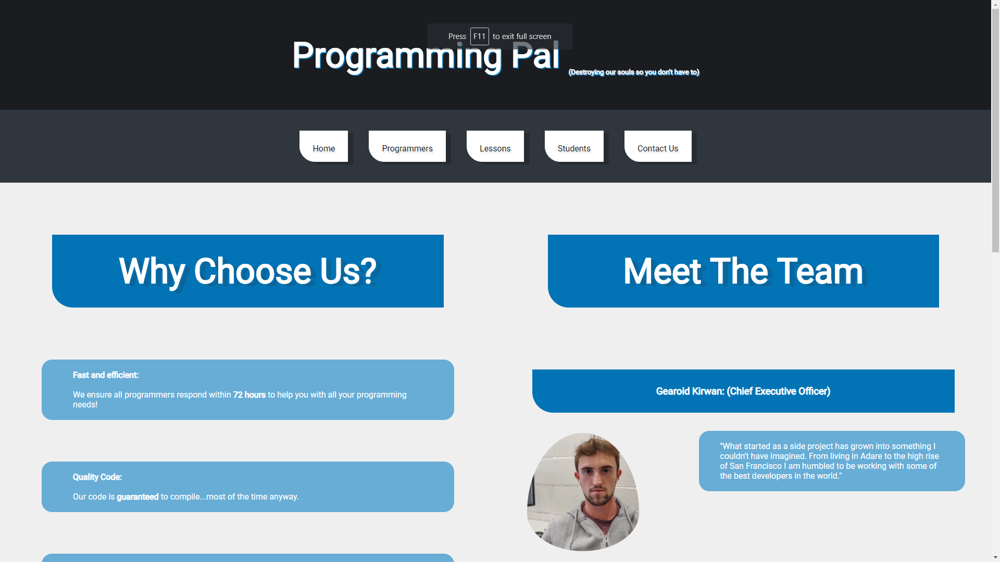 Press F11 to exit full screen
Programming Pal
(Destroying our souls so you don't have to)
Home
Programmers
Lessons
Students
Contact Us
Why Choose Us?
Fast and efficient:
We ensure all programmers respond within 72 hours to help you with all your programming
needs!
Quality Code:
Our code is guaranteed to compile...most of the time anyway.
Meet The Team
Gearoid Kirwan: (Chief Executive Officer)
"What started as a side project has grown into something I
couldn't have imagined. From living in Adare to the high rise
of San Francisco I am humbled to be working with some of
the best developers in the world."